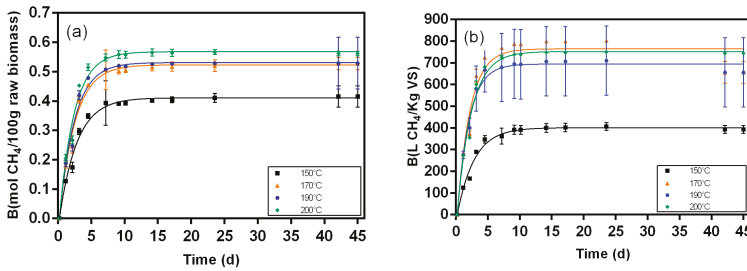 (a)
B(mol CH4/100g raw biomass)
0.7
0.6
0.5
0.4
0.3
0.2
0.1
0.0
150°C
170°C
190°C
200°C
0 5 10 15 20 25 30 35 40 45
Time (d)
(b)
B(L CH4/Kg VS)
900
800
700
600
500
400
300
200
100
0
150°C
170°C
190°C
200°C
0 5 10 15 20 25 30 35 40 45
Time (d)